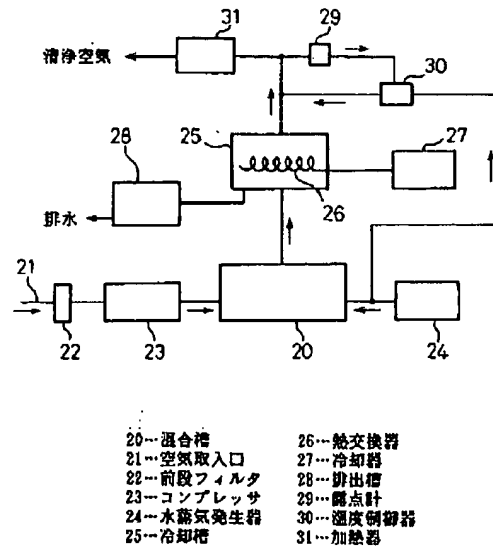 31
29
清浄空気
30
25
27
28
26
排水
21
22
23
20
24
20…混合槽
21…空気取入口
22…前段フィルタ
23…コンプレッサ
24…水蒸気発生器
25…冷却槽
26…熱交換器
27…冷却器
28…排出槽
29…露点計
30…湿度制御器
31…加熱器